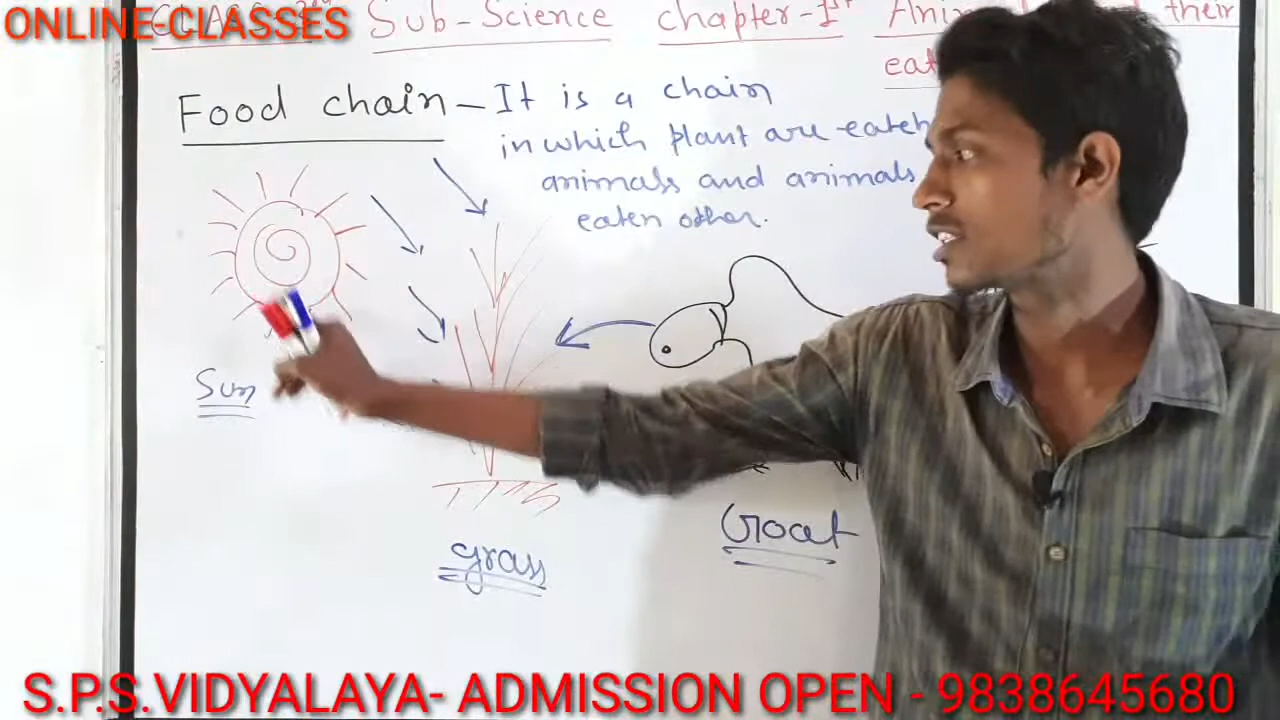 ONLINE-CLASSES
Sub-Science chapter-1st their
Food chain - It is a chain
in which plant are eaten
animals and animals
eaten other.
Sun
grass
Goat
S.P.S.VIDYALAYA- ADMISSION OPEN - 9838645680